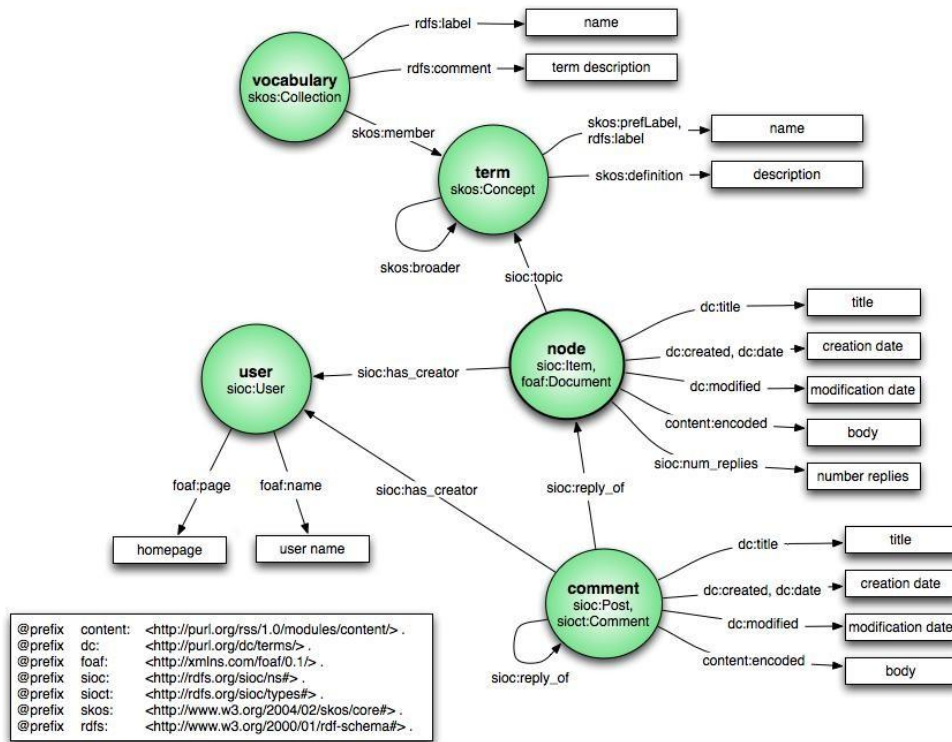 rdfs:label
name
vocabulary
skos:Collection
rdfs:comment
term description
skos:member
skos:prefLabel,
rdfs:label
name
term
skos:Concept
skos:definition
description
skos:broader
sioc:topic
dc:title
title
node
sioc:Item,
foaf:Document
dc:created, dc:date
creation date
dc:modified
modification date
content:encoded
body
sioc:num_replies
number replies
user
sioc:User
sioc:has_creator
foaf:page
foaf:name
sioc:has_creator
sioc:reply_of
homepage
user name
dc:title
title
comment
sioc:Post,
sioct:Comment
dc:created, dc:date
creation date
dc:modified
modification date
content:encoded
body
sioc:reply_of
@prefix content: <http://purl.org/rss/1.0/modules/content/> .
@prefix dc: <http://purl.org/dc/terms/> .
@prefix foaf: <http://xmlns.com/foaf/0.1/> .
@prefix sioc: <http://rdfs.org/sioc/ns#> .
@prefix sioct: <http://rdfs.org/sioc/types#> .
@prefix skos: <http://www.w3.org/2004/02/skos/core#> .
@prefix rdfs: <http://www.w3.org/2000/01/rdf-schema#> .